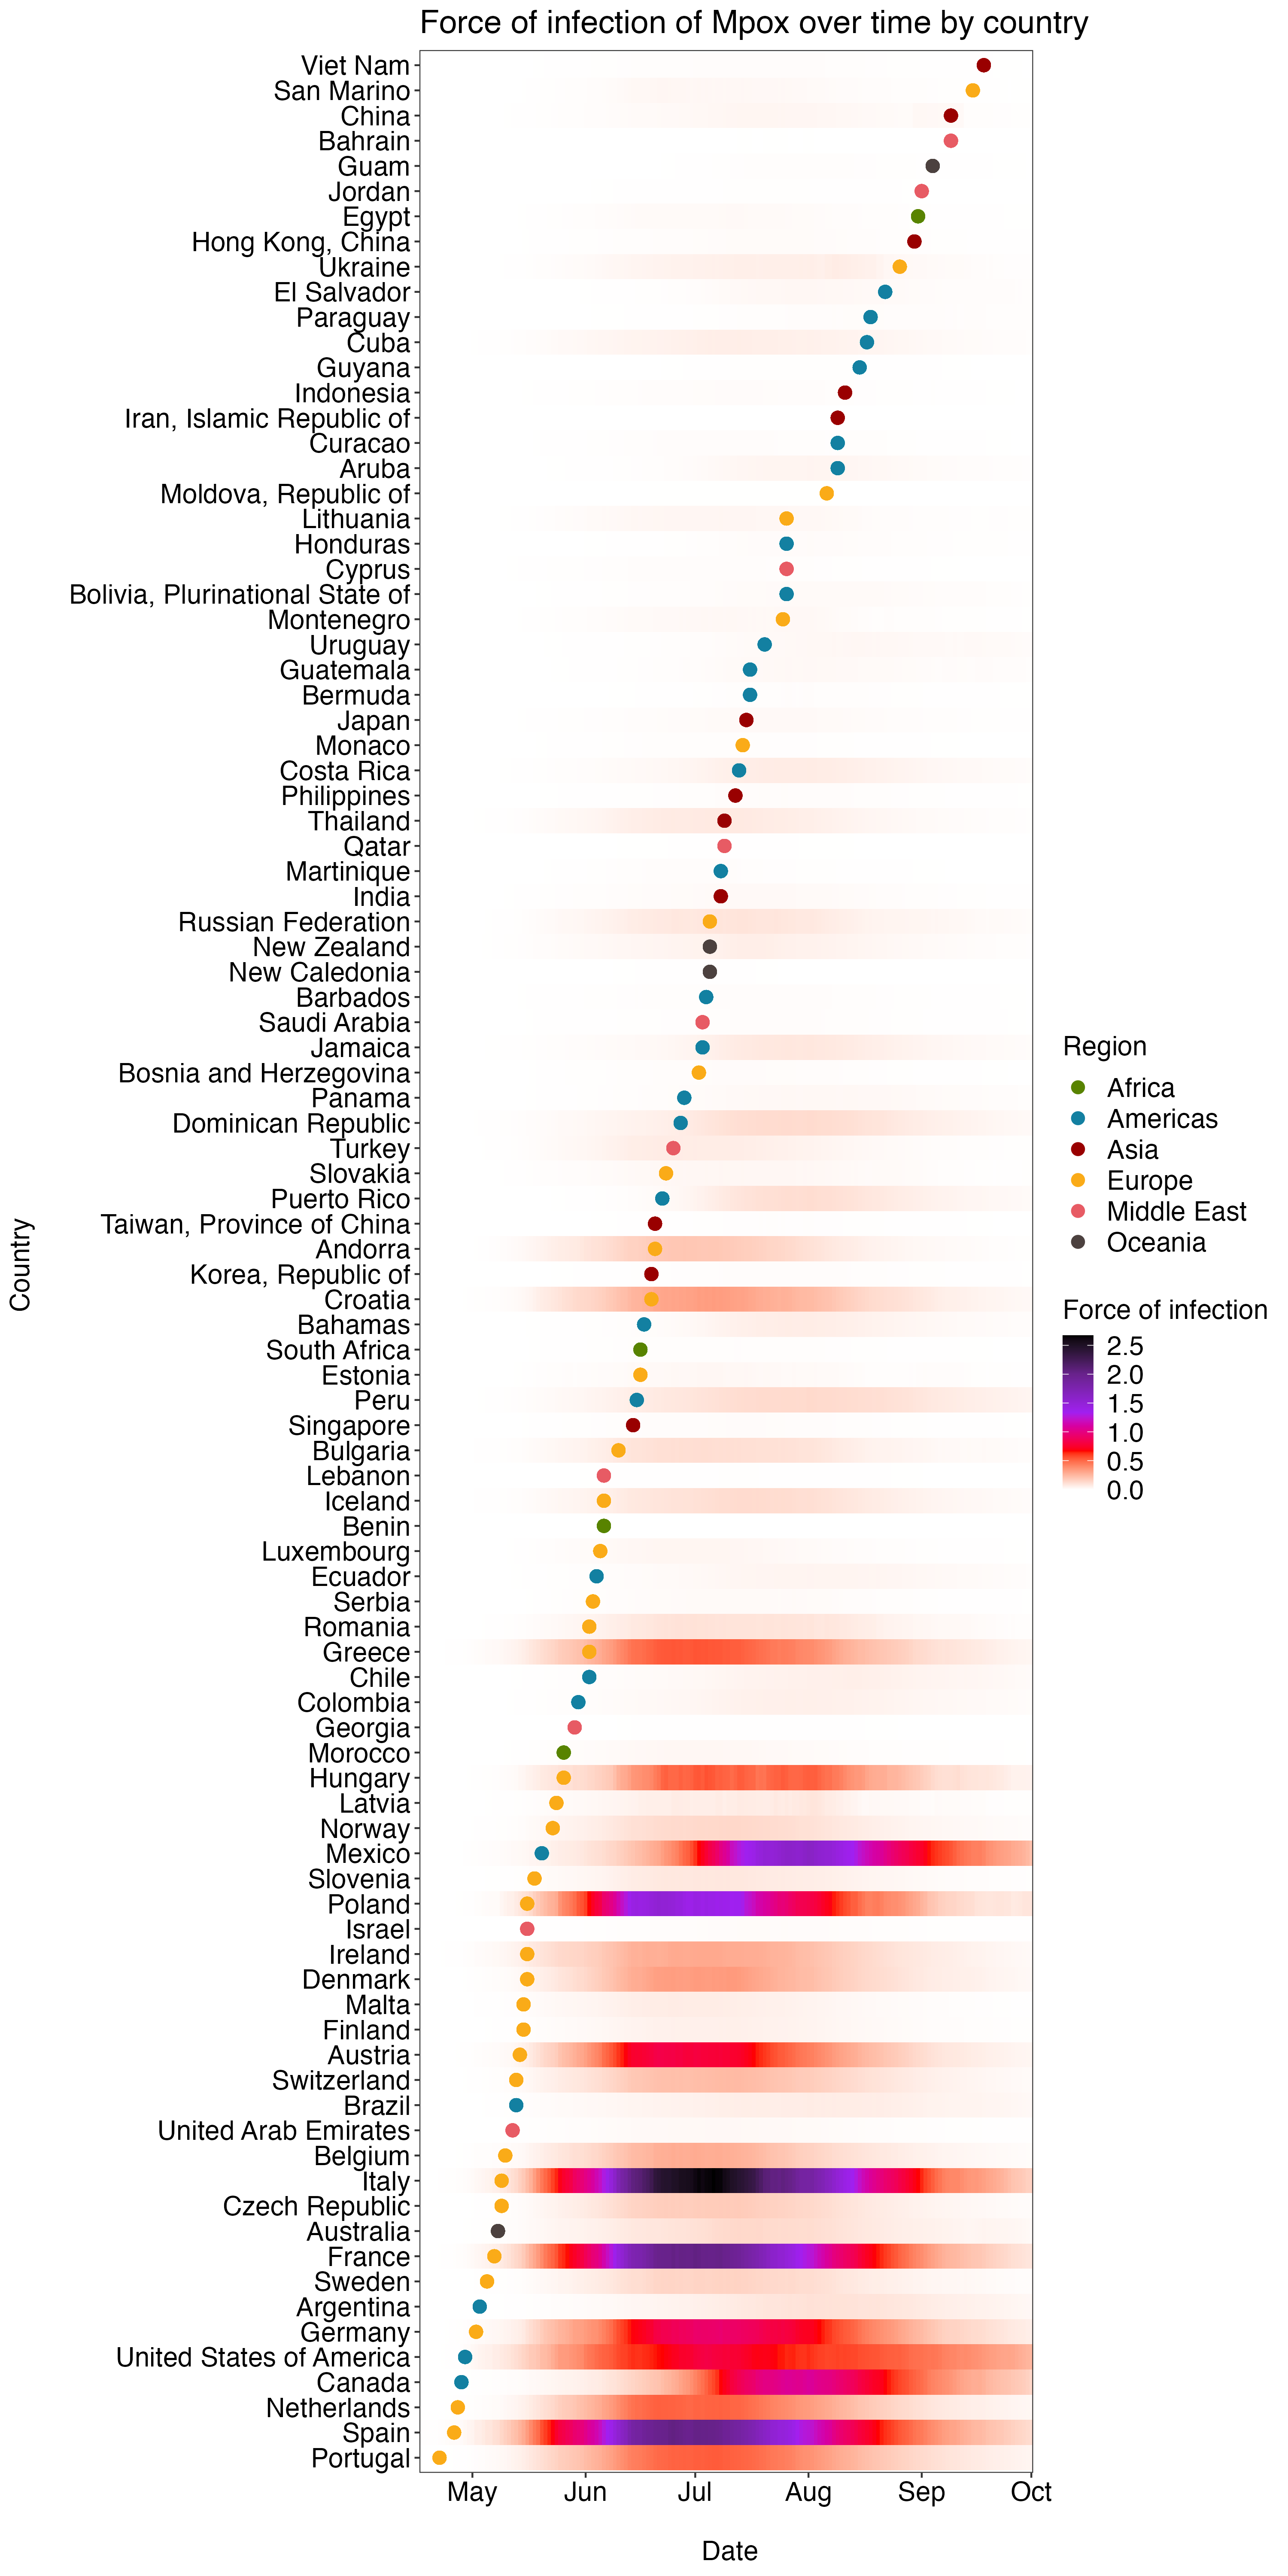 Force of infection of Mpox over time by country
Viet Nam
San Marino
China
Bahrain
Guam
Jordan
Egypt
Hong Kong, China
Ukraine
El Salvador
Paraguay
Cuba
Guyana
Indonesia
Iran, Islamic Republic of
Curacao
Aruba
Moldova, Republic of
Lithuania
Honduras
Cyprus
Bolivia, Plurinational State of
Montenegro
Uruguay
Guatemala
Bermuda
Japan
Monaco
Costa Rica
Philippines
Thailand
Qatar
Martinique
India
Russian Federation
New Zealand
New Caledonia
Barbados
Saudi Arabia
Jamaica
Bosnia and Herzegovina
Panama
Dominican Republic
Turkey
Slovakia
Puerto Rico
Taiwan, Province of China
Andorra
Korea, Republic of
Croatia
Bahamas
South Africa
Estonia
Peru
Singapore
Bulgaria
Lebanon
Iceland
Benin
Luxembourg
Ecuador
Serbia
Romania
Greece
Chile
Colombia
Georgia
Morocco
Hungary
Latvia
Norway
Mexico
Slovenia
Poland
Israel
Ireland
Denmark
Malta
Finland
Austria
Switzerland
Brazil
United Arab Emirates
Belgium
Italy
Czech Republic
Australia
France
Sweden
Argentina
Germany
United States of America
Canada
Netherlands
Spain
Portugal
Country
May Jun Jul Aug Sep Oct
Date
Region
Africa
Americas
Asia
Europe
Middle East
Oceania
Force of infection
2.5
2.0
1.5
1.0
0.5
0.0